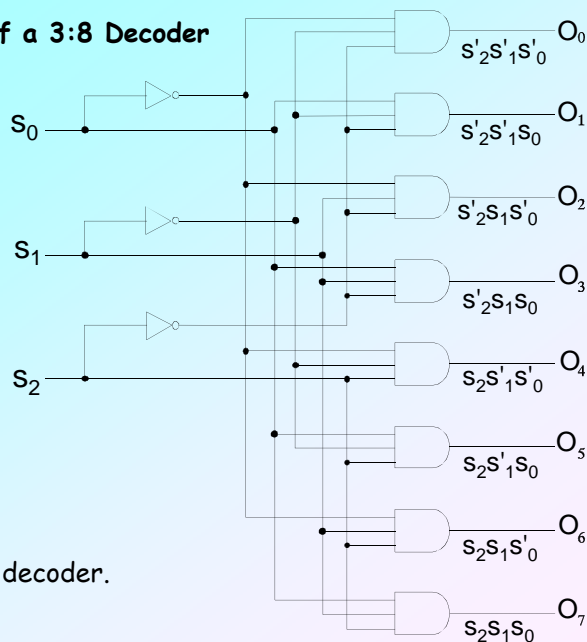 f a 3:8 Decoder
O₀
s'₂s'₁s'₀
S₀
O₁
s'₂s'₁s₀
O₂
s'₂s₁s'₀
S₁
O₃
s'₂s₁s₀
S₂
O₄
s₂s'₁s'₀
O₅
s₂s'₁s₀
O₆
s₂s₁s'₀
decoder.
O₇
s₂s₁s₀